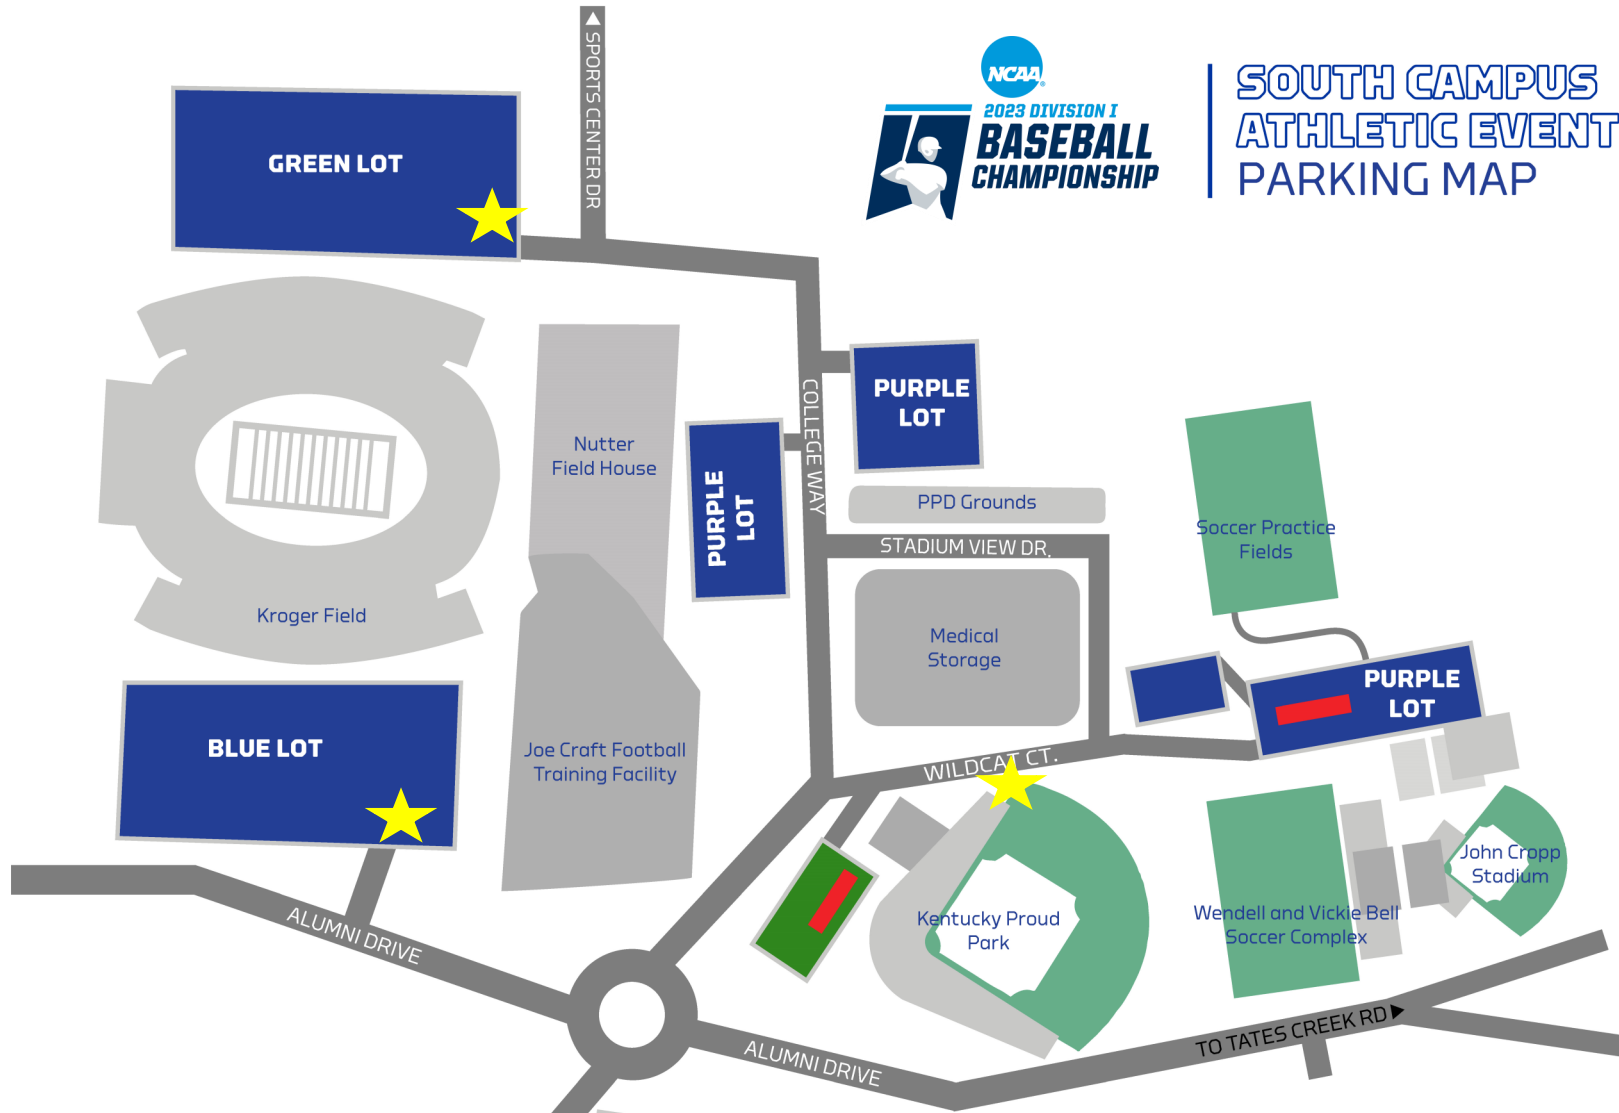 ▲ SPORTS CENTER DR
NCAA®
2023 DIVISION I
BASEBALL
CHAMPIONSHIP
SOUTH CAMPUS
ATHLETIC EVENT
PARKING MAP
GREEN LOT
PURPLE
LOT
COLLEGE WAY
Nutter
Field House
PURPLE
LOT
PPD Grounds
STADIUM VIEW DR.
Soccer Practice
Fields
Kroger Field
Medical
Storage
PURPLE
LOT
BLUE LOT
Joe Craft Football
Training Facility
WILDCAT CT.
John Cropp
Stadium
Kentucky Proud
Park
Wendell and Vickie Bell
Soccer Complex
ALUMNI DRIVE
ALUMNI DRIVE
TO TATES CREEK RD ▶